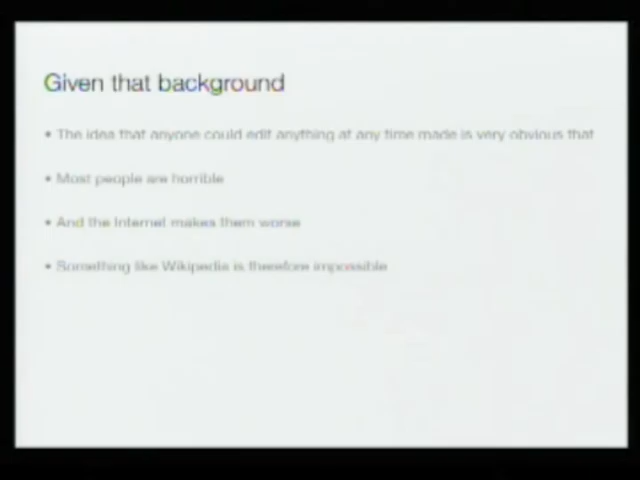 Given that background
• The idea that anyone could edit anything at any time made is very obvious that
• Most people are horrible
• And the Internet makes them worse
• Something like Wikipedia is therefore impossible